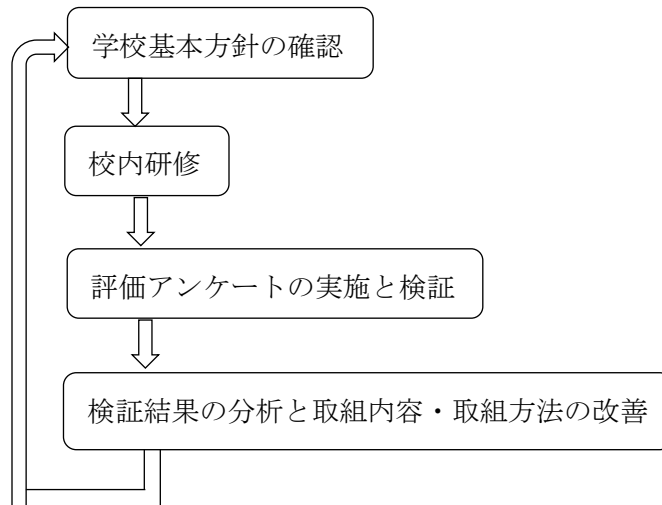 学校基本方針の確認
校内研修
評価アンケートの実施と検証
検証結果の分析と取組内容・取組方法の改善